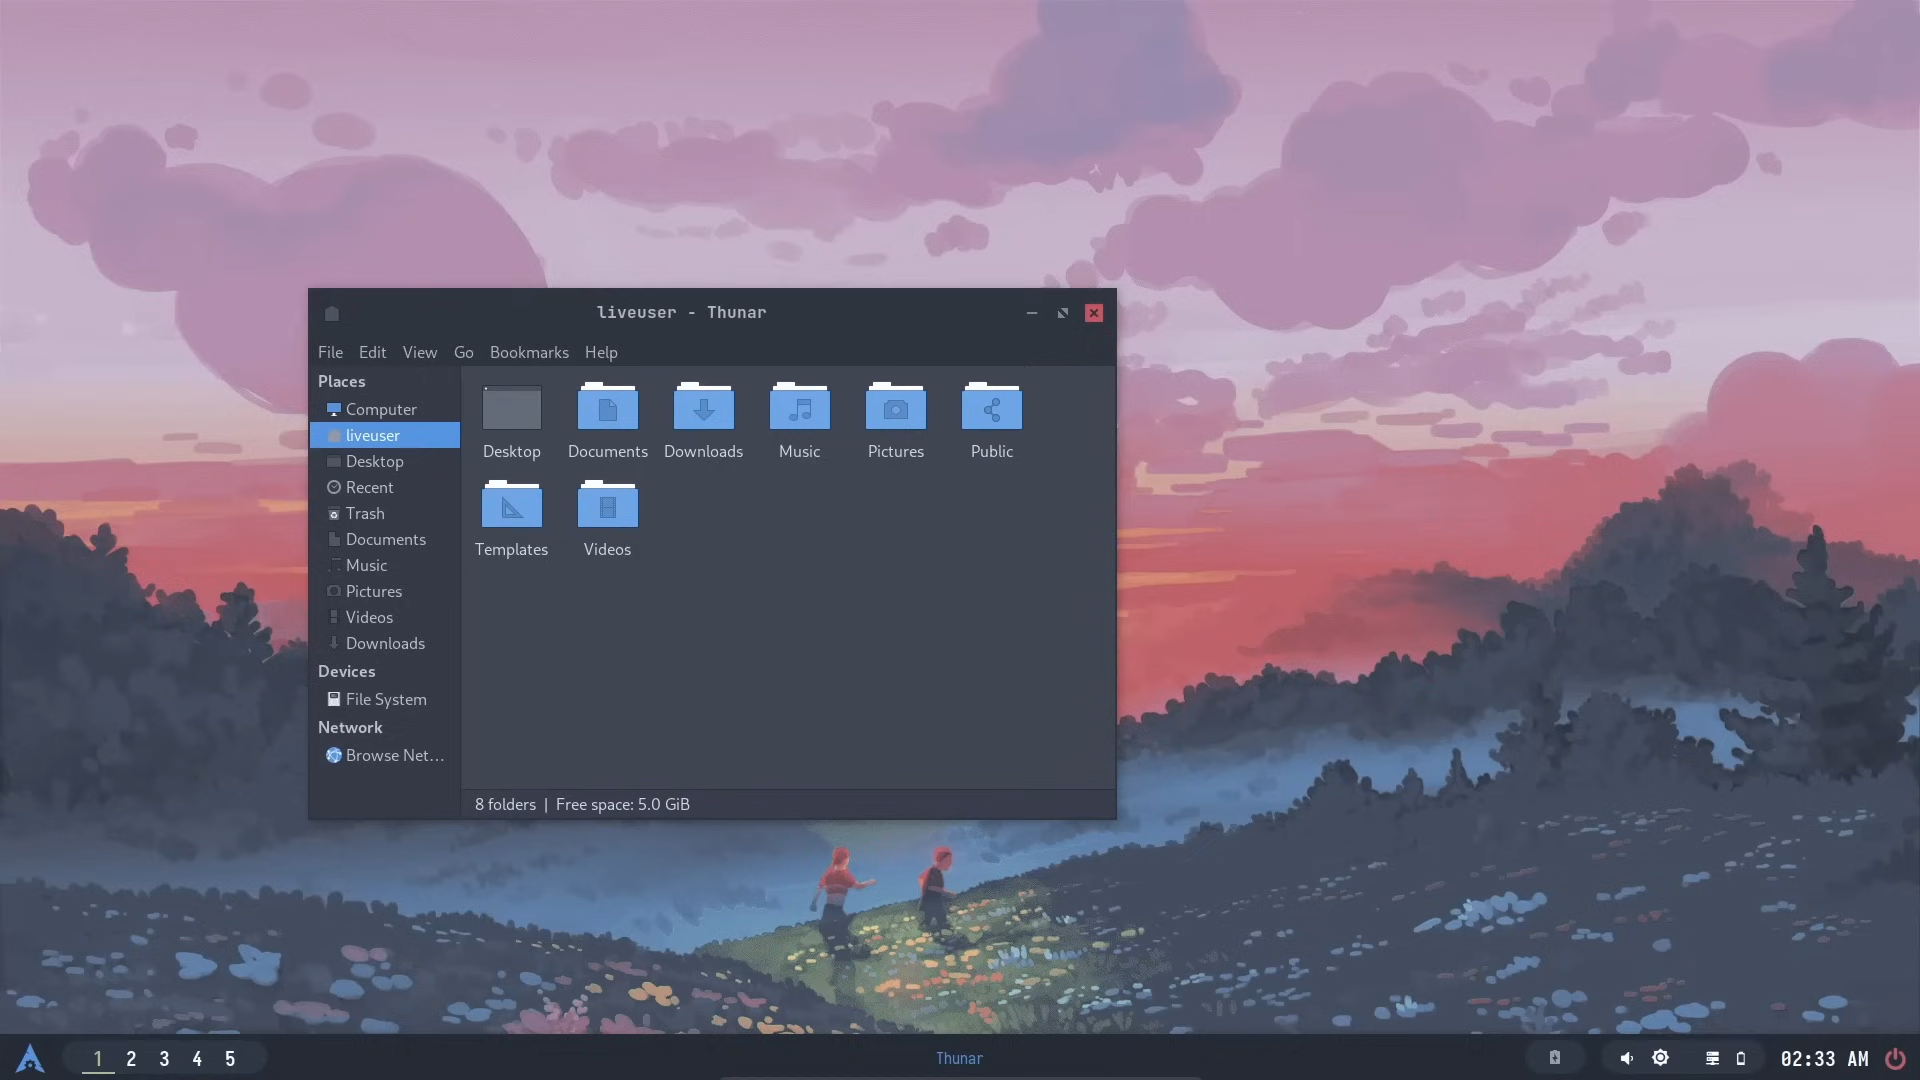 liveuser - Thunar
File Edit View Go Bookmarks Help
Places
Computer
liveuser
Desktop
Recent
Trash
Documents
Music
Pictures
Videos
Downloads
Devices
File System
Network
Browse Net…
Desktop Documents Downloads Music Pictures Public
Templates Videos
8 folders | Free space: 5.0 GiB
1 2 3 4 5
Thunar
02:33 AM